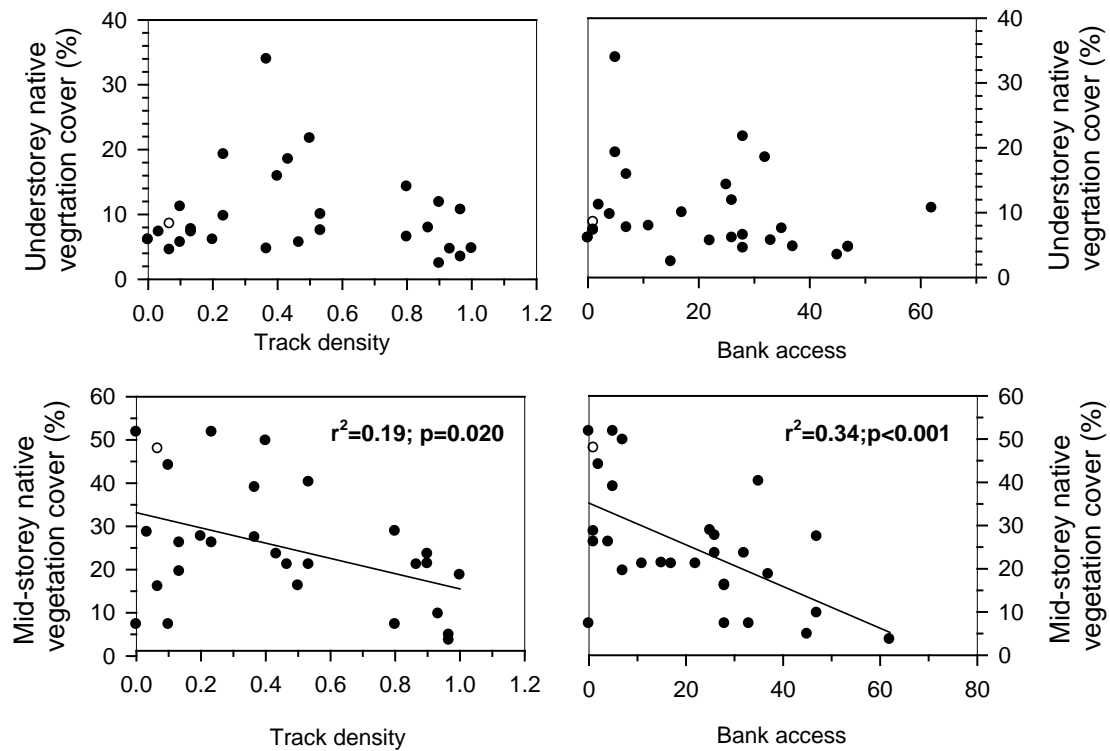 Understorey native
vegrtation cover (%)
40
30
20
10
0
0.0 0.2 0.4 0.6 0.8 1.0 1.2
Track density
40
30
20
10
0
0 20 40 60
Bank access
Understorey native
vegrtation cover (%)
Mid-storey native
vegetation cover (%)
60
50
40
30
20
10
0
r²=0.19; p=0.020
0.0 0.2 0.4 0.6 0.8 1.0 1.2
Track density
r²=0.34;p<0.001
60
50
40
30
20
10
0
0 20 40 60 80
Bank access
Mid-storey native
vegetation cover (%)